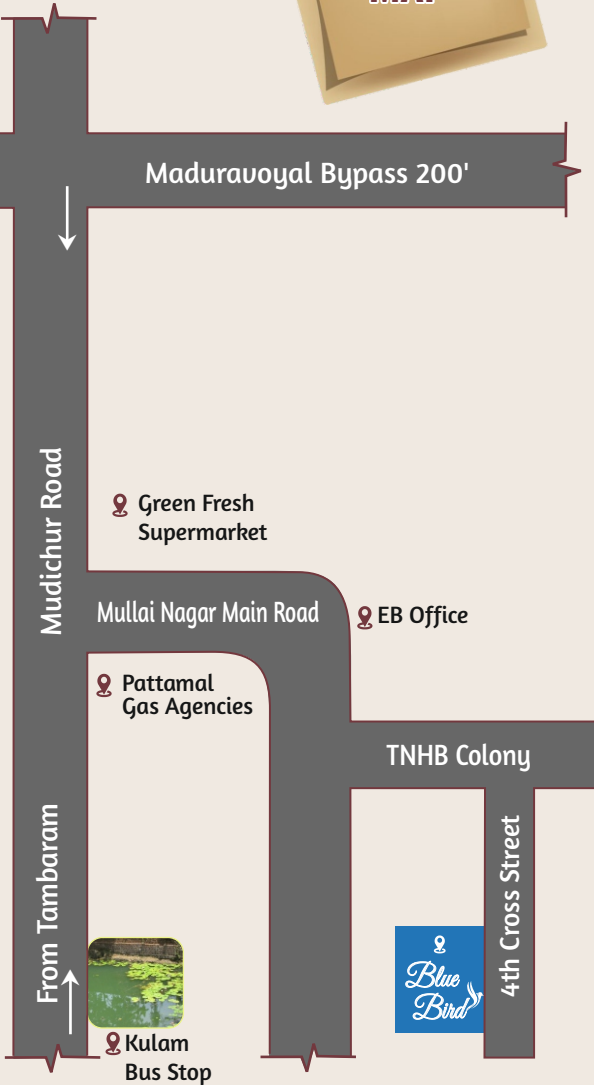 Maduravoyal Bypass 200'
Mudichur Road
Green Fresh
Supermarket
Mullai Nagar Main Road
EB Office
Pattamal
Gas Agencies
TNHB Colony
From Tambaram
4th Cross Street
Blue
Bird
Kulam
Bus Stop